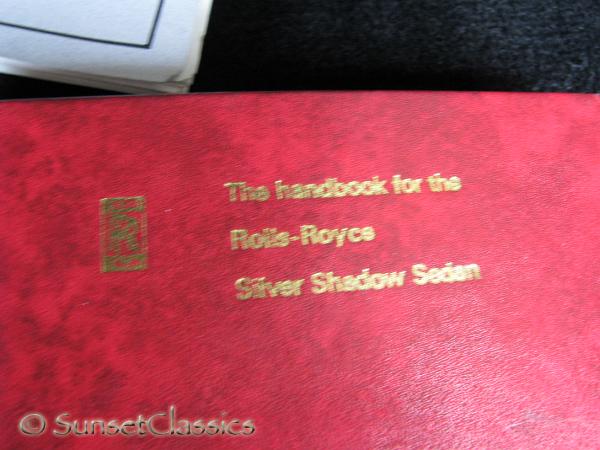 The handbook for the
Rolls-Royce
Silver Shadow Sedan
© SunsetClassics